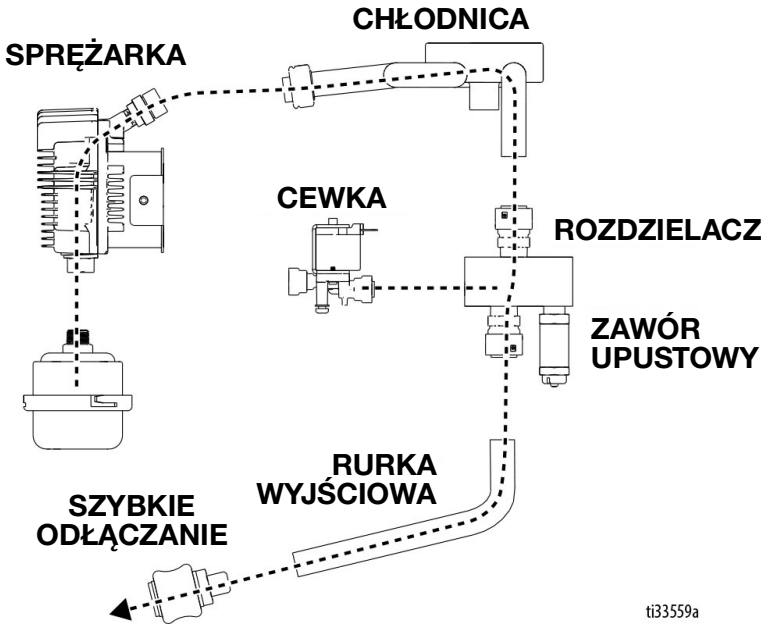 CHŁODNICA
SPRĘŻARKA
CEWKA
ROZDZIELACZ
ZAWÓR
UPUSTOWY
RURKA
WYJŚCIOWA
SZYBKIE
ODŁĄCZANIE
ti33559a